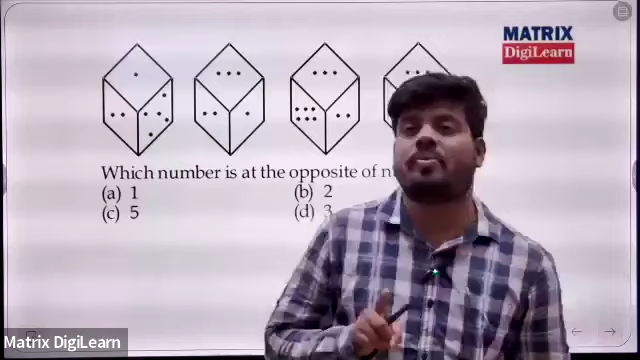 MATRIX
DigiLearn
Which number is at the opposite of
(a) 1
(b) 2
(c) 5
(d) 3
Matrix DigiLearn